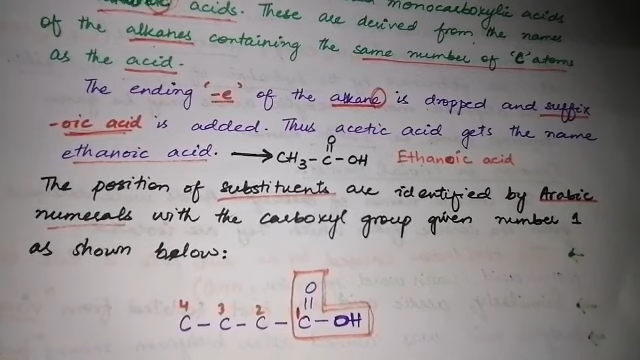 acids. These are derived from the names
of the alkanes containing the same number of 'C' atoms
as the acid.
The ending '-e' of the alkane is dropped and suffix
-oic acid is added. Thus acetic acid gets the name
ethanoic acid. → CH3-C-OH Ethanoic acid
O
The position of substituents are identified by Arabic
numerals with the carboxyl group given number 1
as shown below:
O
4 3 2 1
C-C-C-C-OH